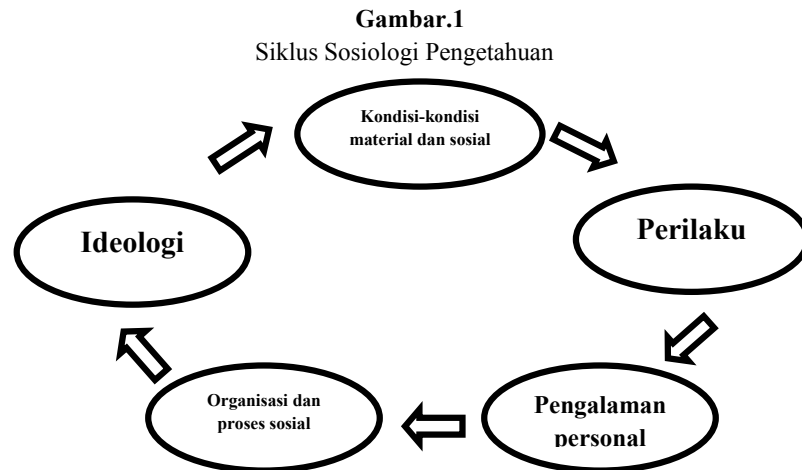 Gambar.1
Siklus Sosiologi Pengetahuan
Kondisi-kondisi
material dan sosial
Perilaku
Pengalaman
personal
Organisasi dan
proses sosial
Ideologi